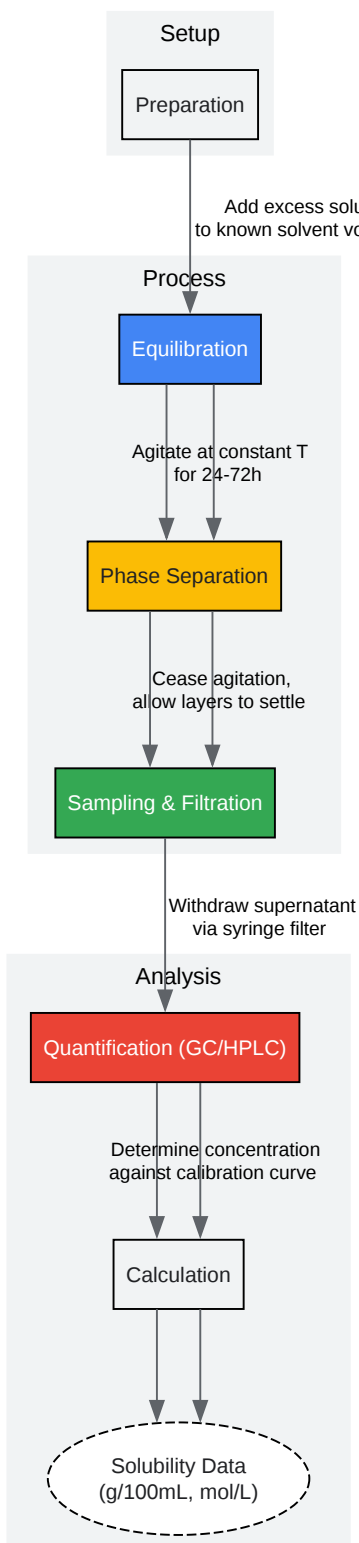 Setup
Preparation
Add excess solu
to known solvent vo
Process
Equilibration
Agitate at constant T
for 24-72h
Phase Separation
Cease agitation,
allow layers to settle
Sampling & Filtration
Withdraw supernatant
via syringe filter
Analysis
Quantification (GC/HPLC)
Determine concentration
against calibration curve
Calculation
Solubility Data
(g/100mL, mol/L)